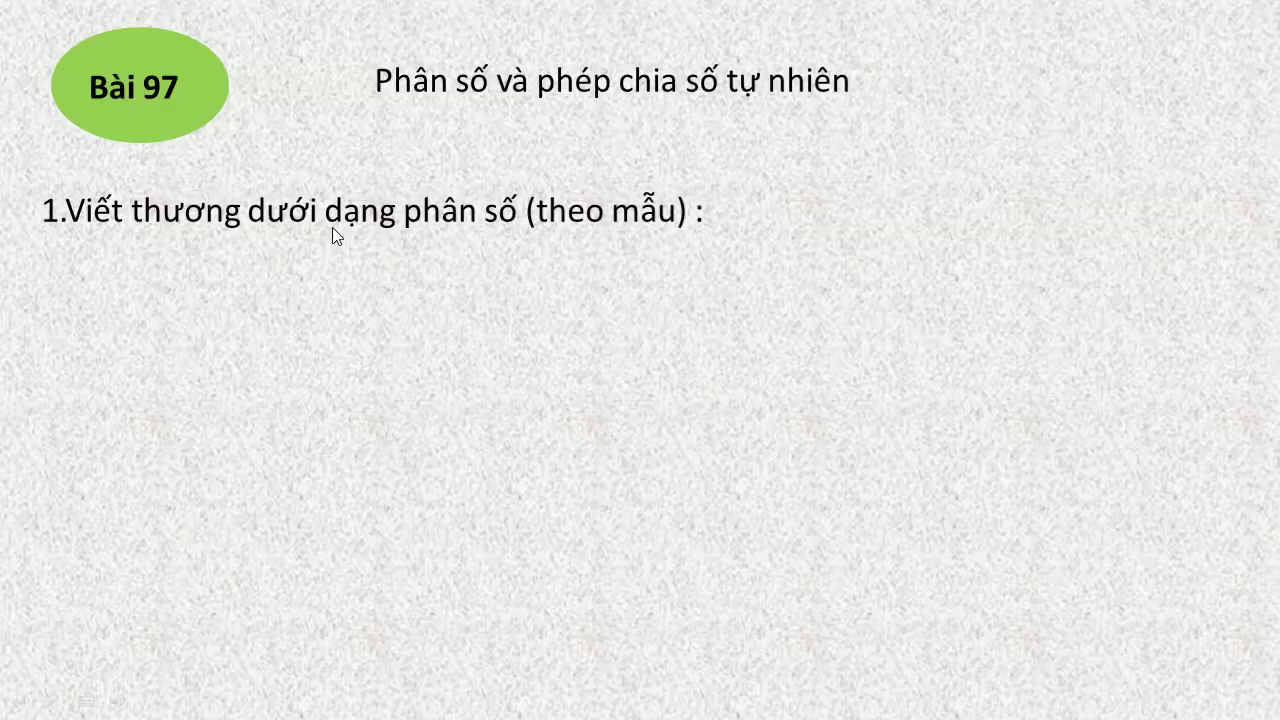 Bài 97
Phân số và phép chia số tự nhiên
1.Viết thương dưới dạng phân số (theo mẫu) :